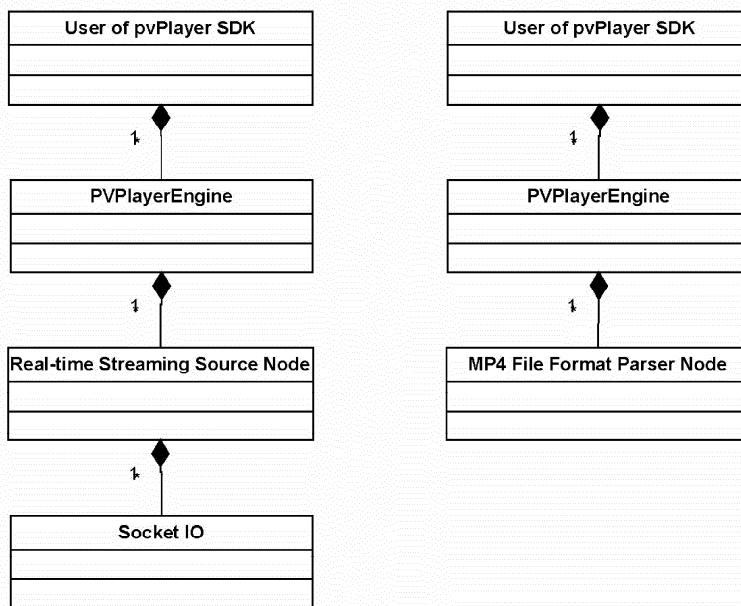 User of pvPlayer SDK
1
*
PVPlayerEngine
1
*
Real-time Streaming Source Node
1
*
Socket IO
User of pvPlayer SDK
1
*
PVPlayerEngine
1
*
MP4 File Format Parser Node